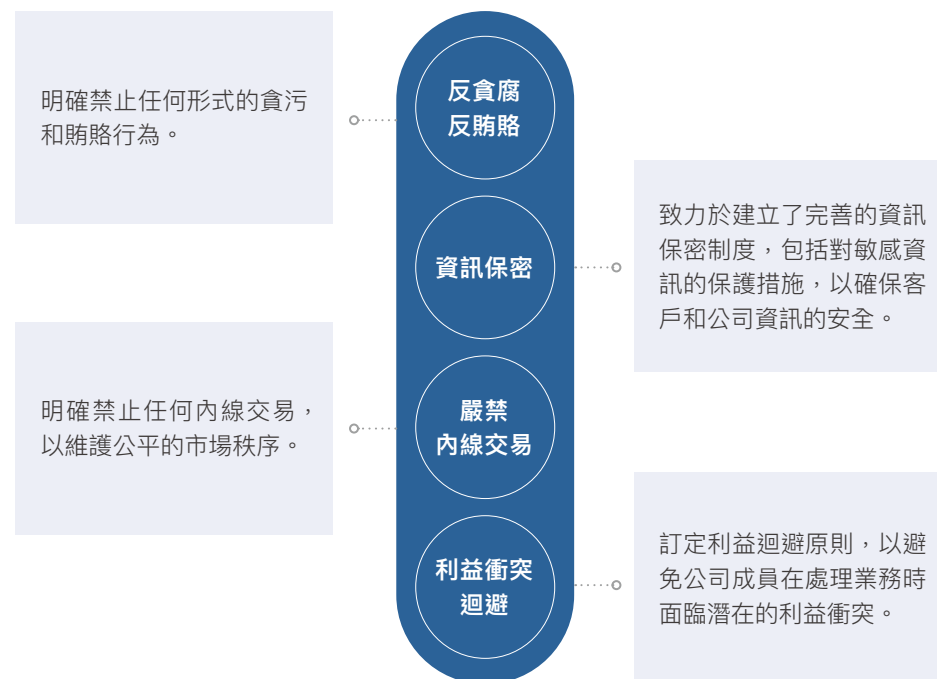 反貪腐
反賄賂
明確禁止任何形式的貪污
和賄賂行為。
資訊保密
致力於建立了完善的資訊
保密制度，包括對敏感資
訊的保護措施，以確保客
戶和公司資訊的安全。
嚴禁
內線交易
明確禁止任何內線交易，
以維護公平的市場秩序。
利益衝突
迴避
訂定利益迴避原則，以避
免公司成員在處理業務時
面臨潛在的利益衝突。